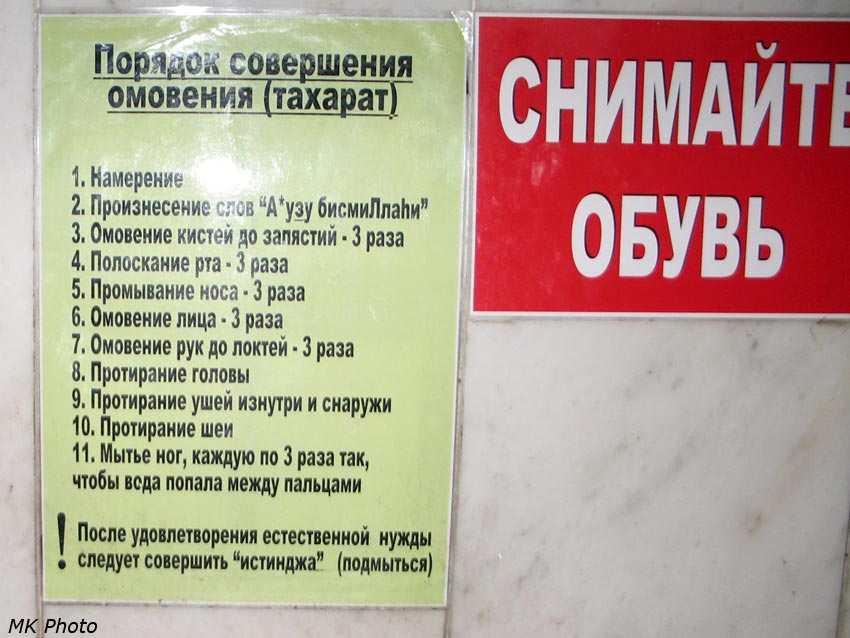 Порядок совершения
омовения (тахарат)
1. Намерение
2. Произнесение слов “А*узу бисмиЛлаhи”
3. Омовение кистей до запястий - 3 раза
4. Полоскание рта - 3 раза
5. Промывание носа - 3 раза
6. Омовение лица - 3 раза
7. Омовение рук до локтей - 3 раза
8. Протирание головы
9. Протирание ушей изнутри и снаружи
10. Протирание шеи
11. Мытье ног, каждую по 3 раза так,
чтобы вода попала между пальцами
! После удовлетворения естественной нужды
следует совершить “истинджа” (подмыться)
СНИМАЙТЕ
ОБУВЬ
MK Photo